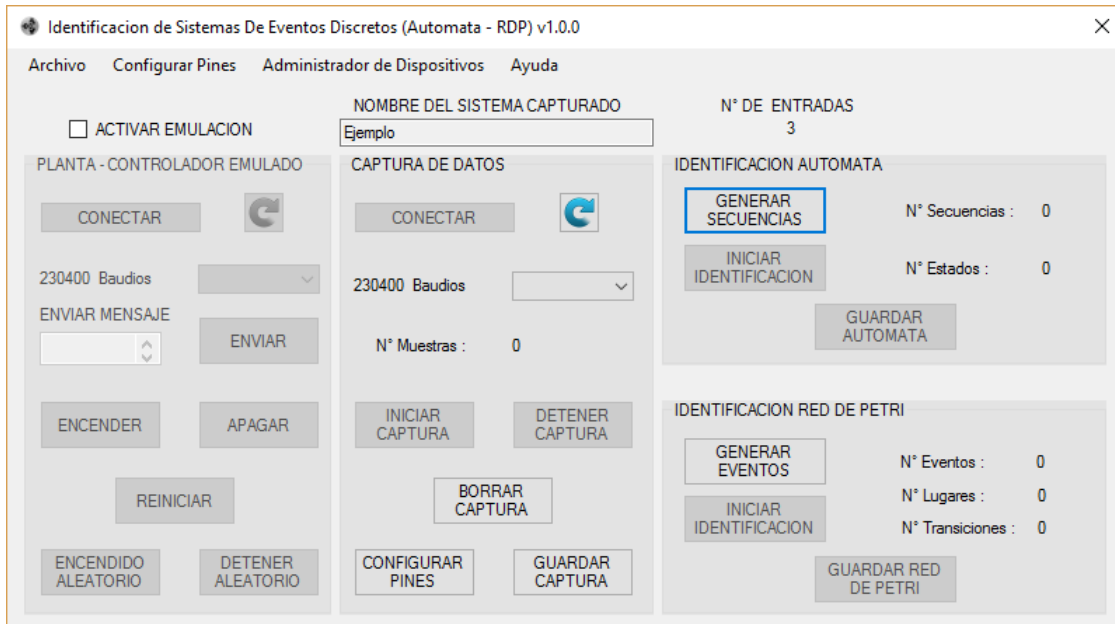 Identificacion de Sistemas De Eventos Discretos (Automata - RDP) v1.0.0
Archivo Configurar Pines Administrador de Dispositivos Ayuda
ACTIVAR EMULACION
NOMBRE DEL SISTEMA CAPTURADO
Ejemplo
N° DE ENTRADAS
3
PLANTA - CONTROLADOR EMULADO
CONECTAR
230400 Baudios
ENVIAR MENSAJE
ENVIAR
ENCENDER
APAGAR
REINICIAR
ENCENDIDO
ALEATORIO
DETENER
ALEATORIO
CAPTURA DE DATOS
CONECTAR
230400 Baudios
N° Muestras : 0
INICIAR
CAPTURA
DETENER
CAPTURA
BORRAR
CAPTURA
CONFIGURAR
PINES
GUARDAR
CAPTURA
IDENTIFICACION AUTOMATA
GENERAR
SECUENCIAS
N° Secuencias : 0
INICIAR
IDENTIFICACION
N° Estados : 0
GUARDAR
AUTOMATA
IDENTIFICACION RED DE PETRI
GENERAR
EVENTOS
N° Eventos : 0
N° Lugares : 0
INICIAR
IDENTIFICACION
N° Transiciones : 0
GUARDAR RED
DE PETRI